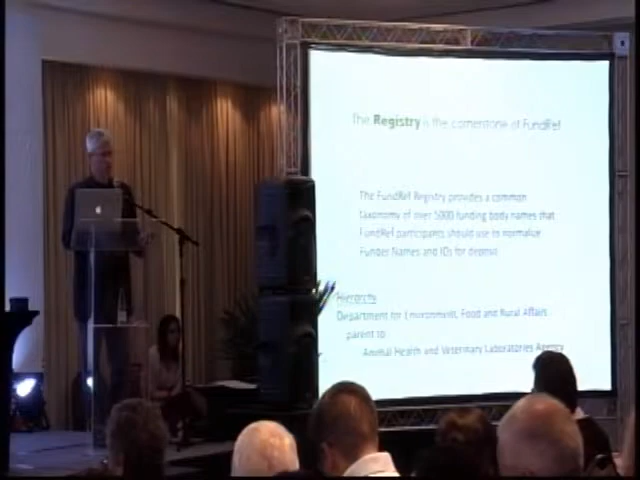 The Registry is the cornerstone of FundRef
The FundRef Registry provides a common
taxonomy of over 5000 funding body names that
FundRef participants should use to normalize
Funder Names and IDs for deposit
Hierarchy
Department for Environment, Food and Rural Affairs
parent to
Animal Health and Veterinary Laboratories Agency